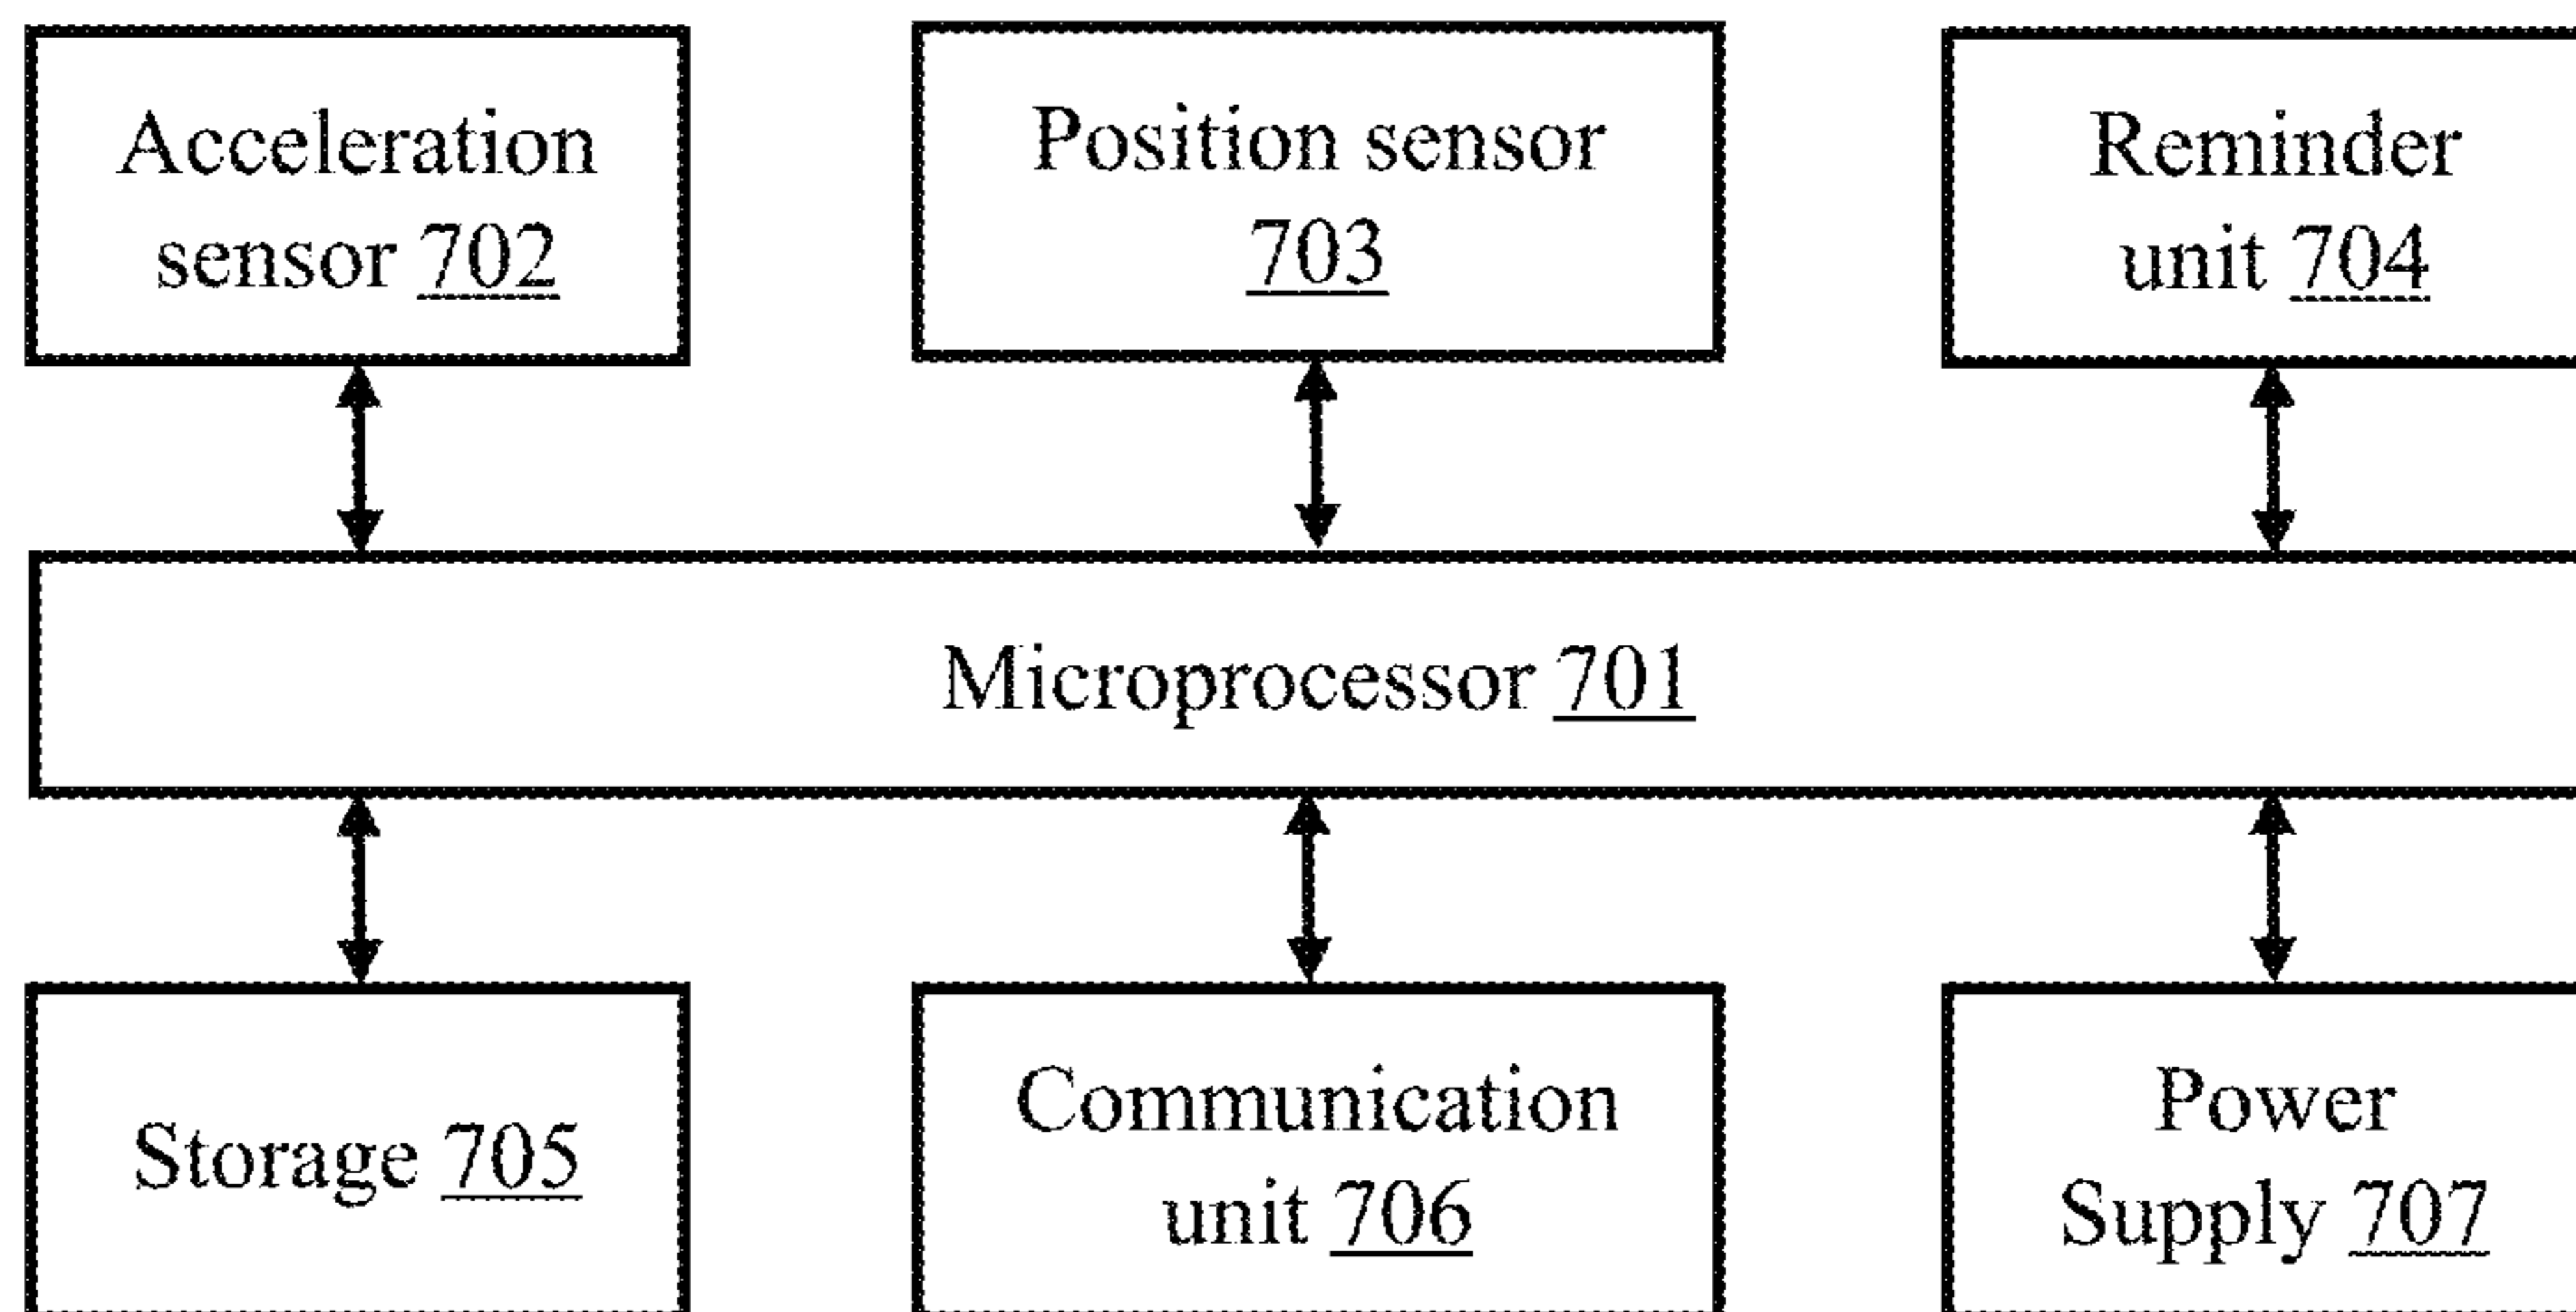 Acceleration
sensor 702
Position sensor
703
Reminder
unit 704
Microprocessor 701
Storage 705
Communication
unit 706
Power
Supply 707